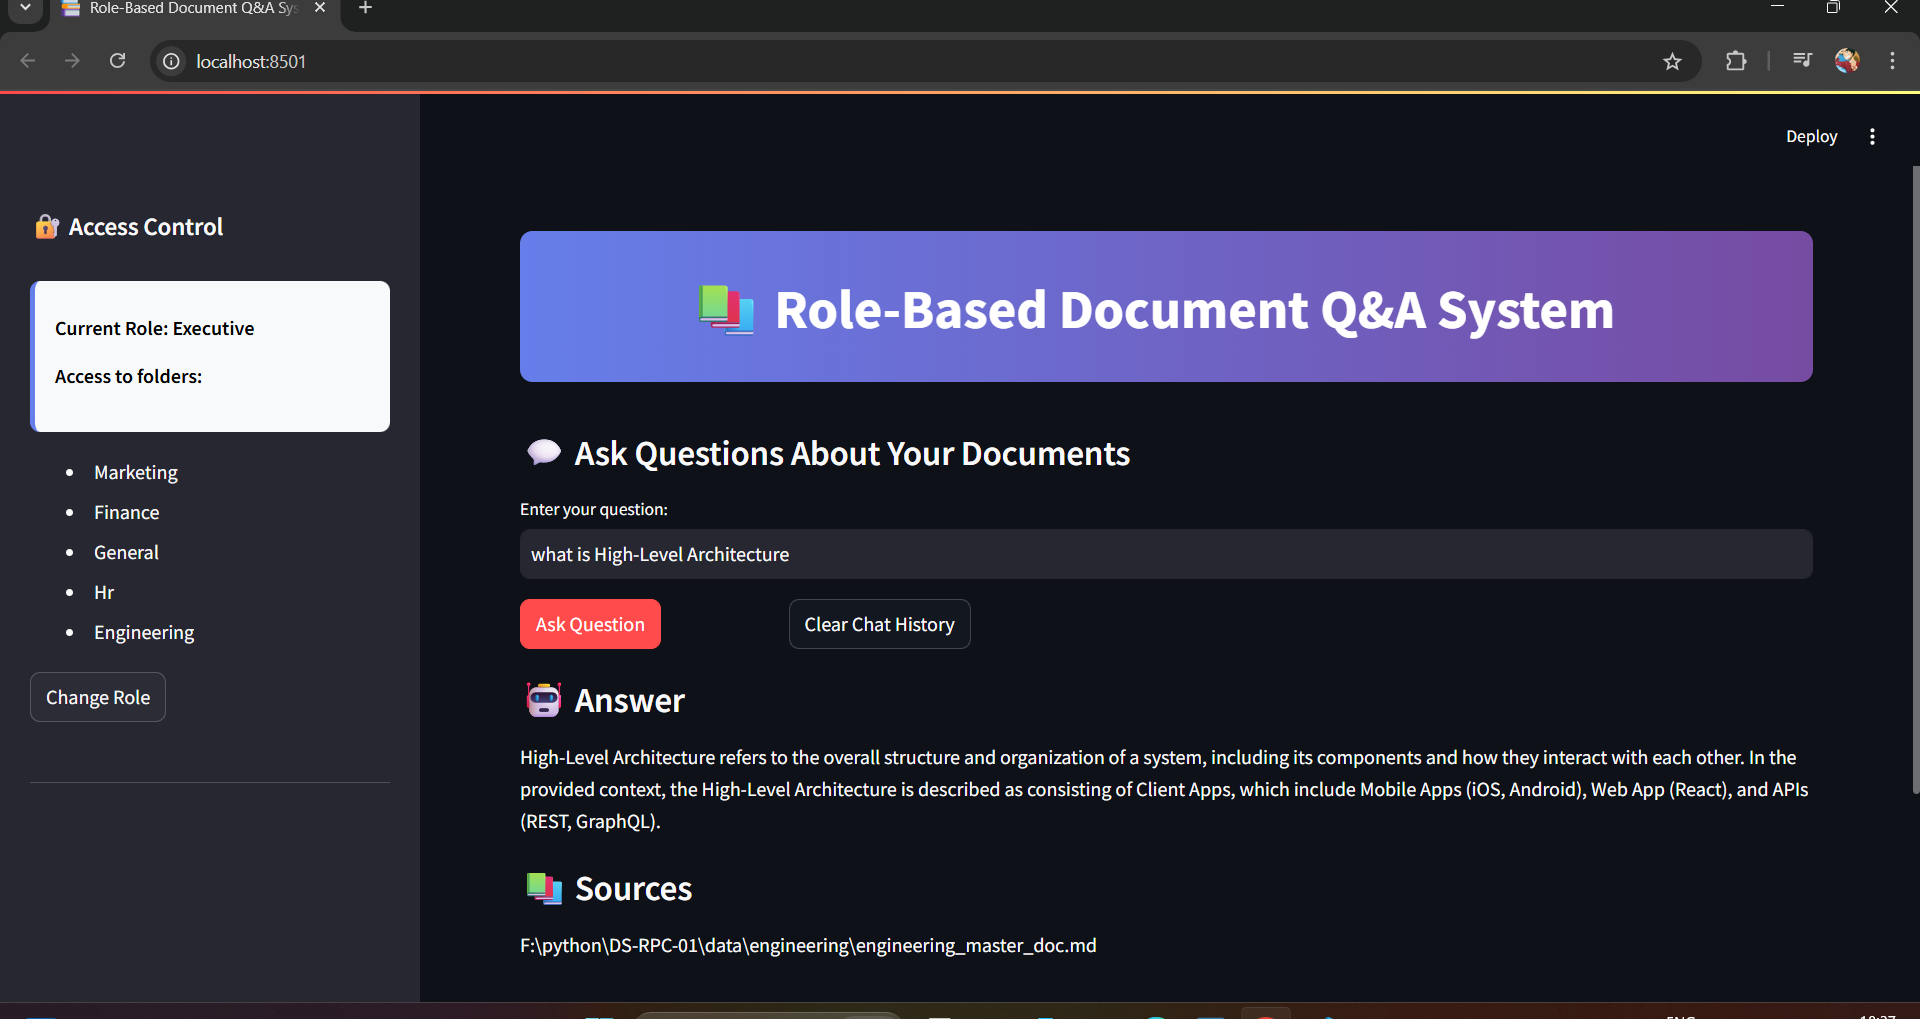 Role-Based Document Q&A Sys
localhost:8501
Deploy
Access Control
Current Role: Executive
Access to folders:
Marketing
Finance
General
Hr
Engineering
Change Role
Role-Based Document Q&A System
Ask Questions About Your Documents
Enter your question:
what is High-Level Architecture
Ask Question
Clear Chat History
Answer
High-Level Architecture refers to the overall structure and organization of a system, including its components and how they interact with each other. In the
provided context, the High-Level Architecture is described as consisting of Client Apps, which include Mobile Apps (iOS, Android), Web App (React), and APIs
(REST, GraphQL).
Sources
F:\python\DS-RPC-01\data\engineering\engineering_master_doc.md